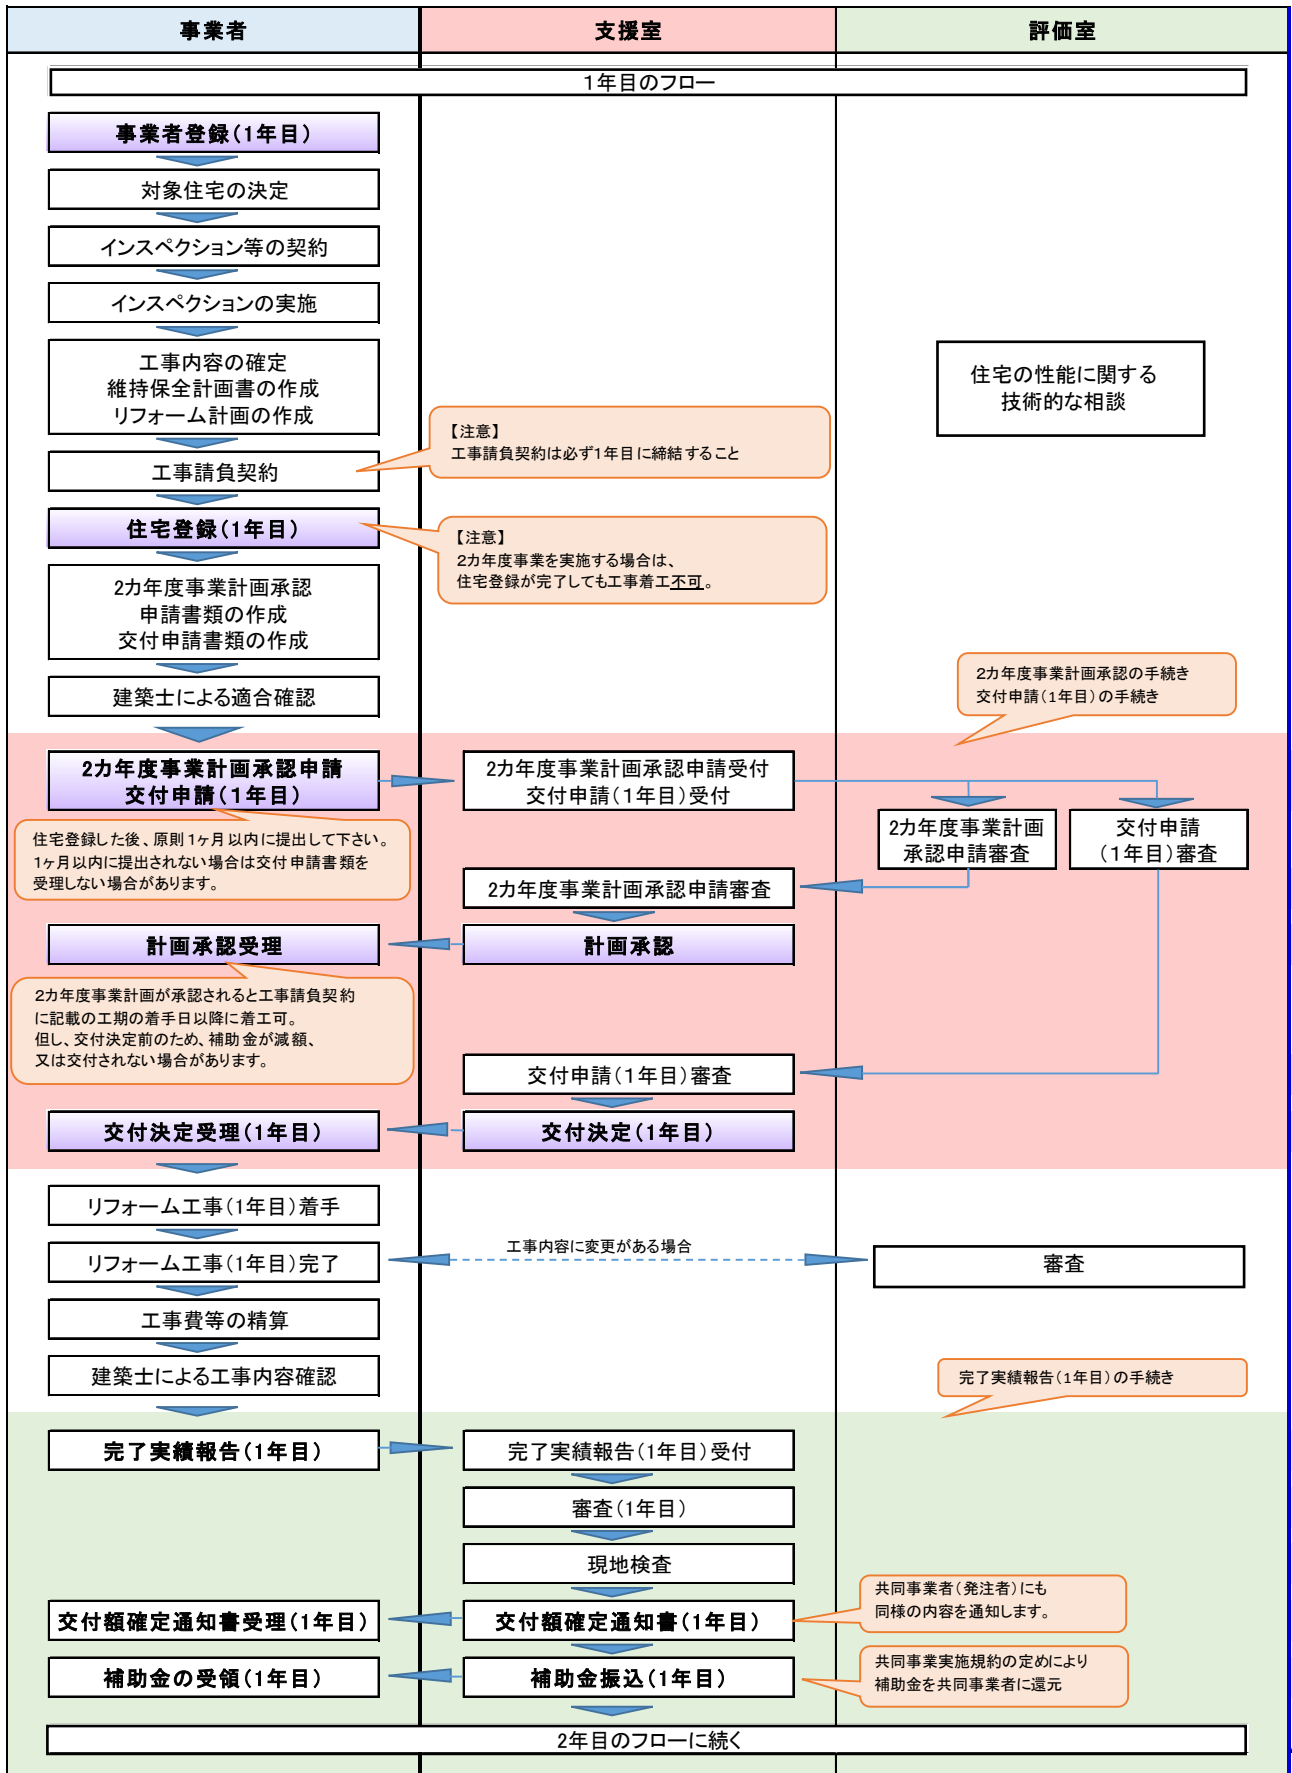 事業者
支援室
評価室
1年目のフロー
事業者登録(1年目)
対象住宅の決定
インスペクション等の契約
インスペクションの実施
工事内容の確定
維持保全計画書の作成
リフォーム計画の作成
住宅の性能に関する
技術的な相談
【注意】
工事請負契約は必ず1年目に締結すること
工事請負契約
住宅登録(1年目)
【注意】
2カ年度事業を実施する場合は、
住宅登録が完了しても工事着工不可。
2カ年度事業計画承認
申請書類の作成
交付申請書類の作成
建築士による適合確認
2カ年度事業計画承認の手続き
交付申請(1年目)の手続き
2カ年度事業計画承認申請
交付申請(1年目)
2カ年度事業計画承認申請受付
交付申請(1年目)受付
2カ年度事業計画
承認申請審査
交付申請
(1年目)審査
住宅登録した後、原則1ヶ月以内に提出して下さい。
1ヶ月以内に提出されない場合は交付申請書類を
受理しない場合があります。
2カ年度事業計画承認申請審査
計画承認受理
計画承認
2カ年度事業計画が承認されると工事請負契約
に記載の工期の着手日以降に着工可。
但し、交付決定前のため、補助金が減額、
又は交付されない場合があります。
交付申請(1年目)審査
交付決定受理(1年目)
交付決定(1年目)
リフォーム工事(1年目)着手
リフォーム工事(1年目)完了
工事内容に変更がある場合
審査
工事費等の精算
建築士による工事内容確認
完了実績報告(1年目)の手続き
完了実績報告(1年目)
完了実績報告(1年目)受付
審査(1年目)
現地検査
交付額確定通知書受理(1年目)
交付額確定通知書(1年目)
共同事業者(発注者)にも
同様の内容を通知します。
補助金の受領(1年目)
補助金振込(1年目)
共同事業実施規約の定めにより
補助金を共同事業者に還元
2年目のフローに続く